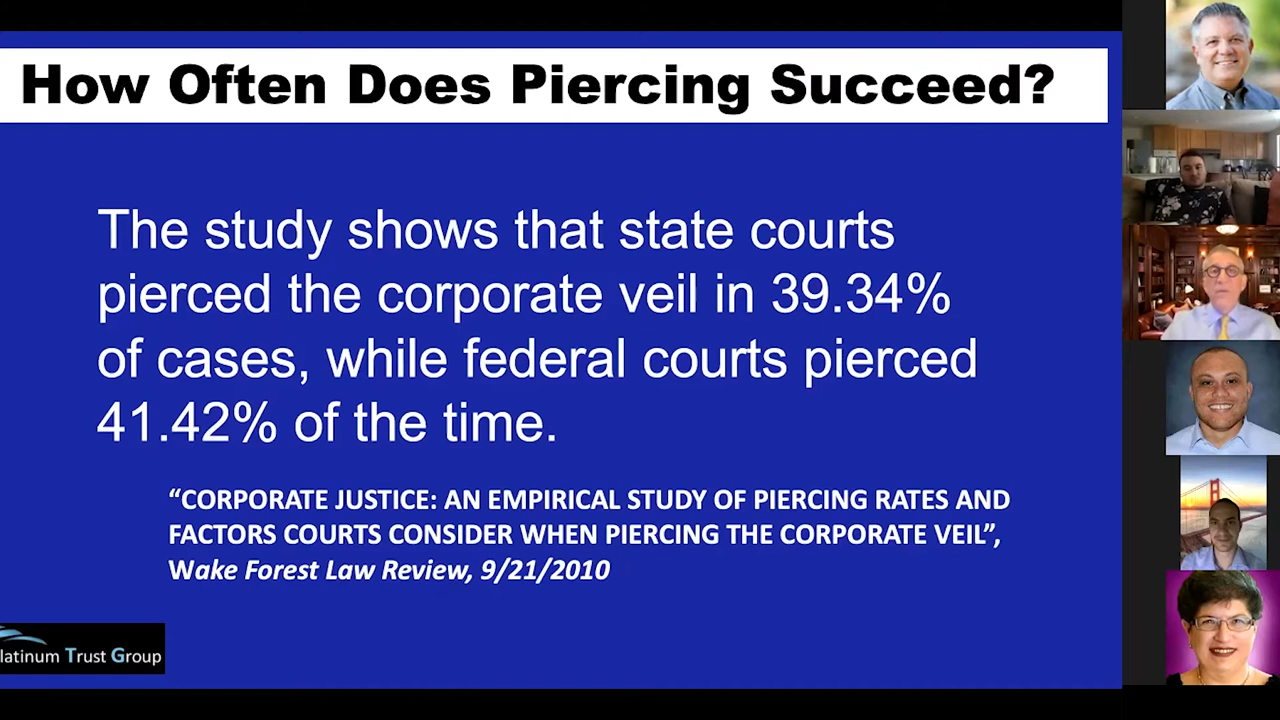 How Often Does Piercing Succeed?
The study shows that state courts
pierced the corporate veil in 39.34%
of cases, while federal courts pierced
41.42% of the time.
“CORPORATE JUSTICE: AN EMPIRICAL STUDY OF PIERCING RATES AND
FACTORS COURTS CONSIDER WHEN PIERCING THE CORPORATE VEIL”,
Wake Forest Law Review, 9/21/2010
latinum Trust Group